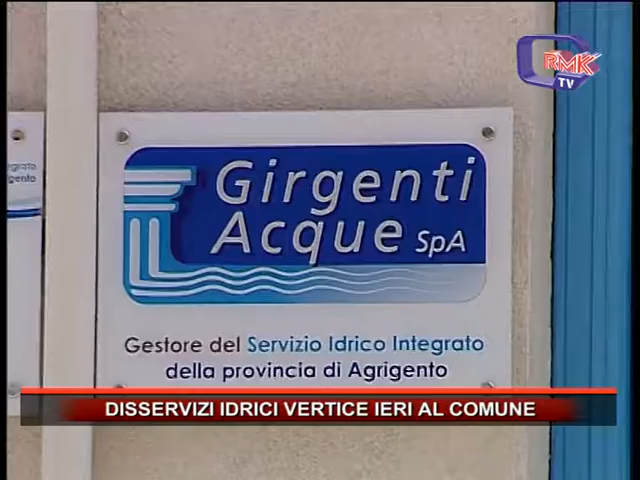 RMK
TV
Girgenti
Acque SpA
Gestore del Servizio Idrico Integrato
della provincia di Agrigento
DISSERVIZI IDRICI VERTICE IERI AL COMUNE